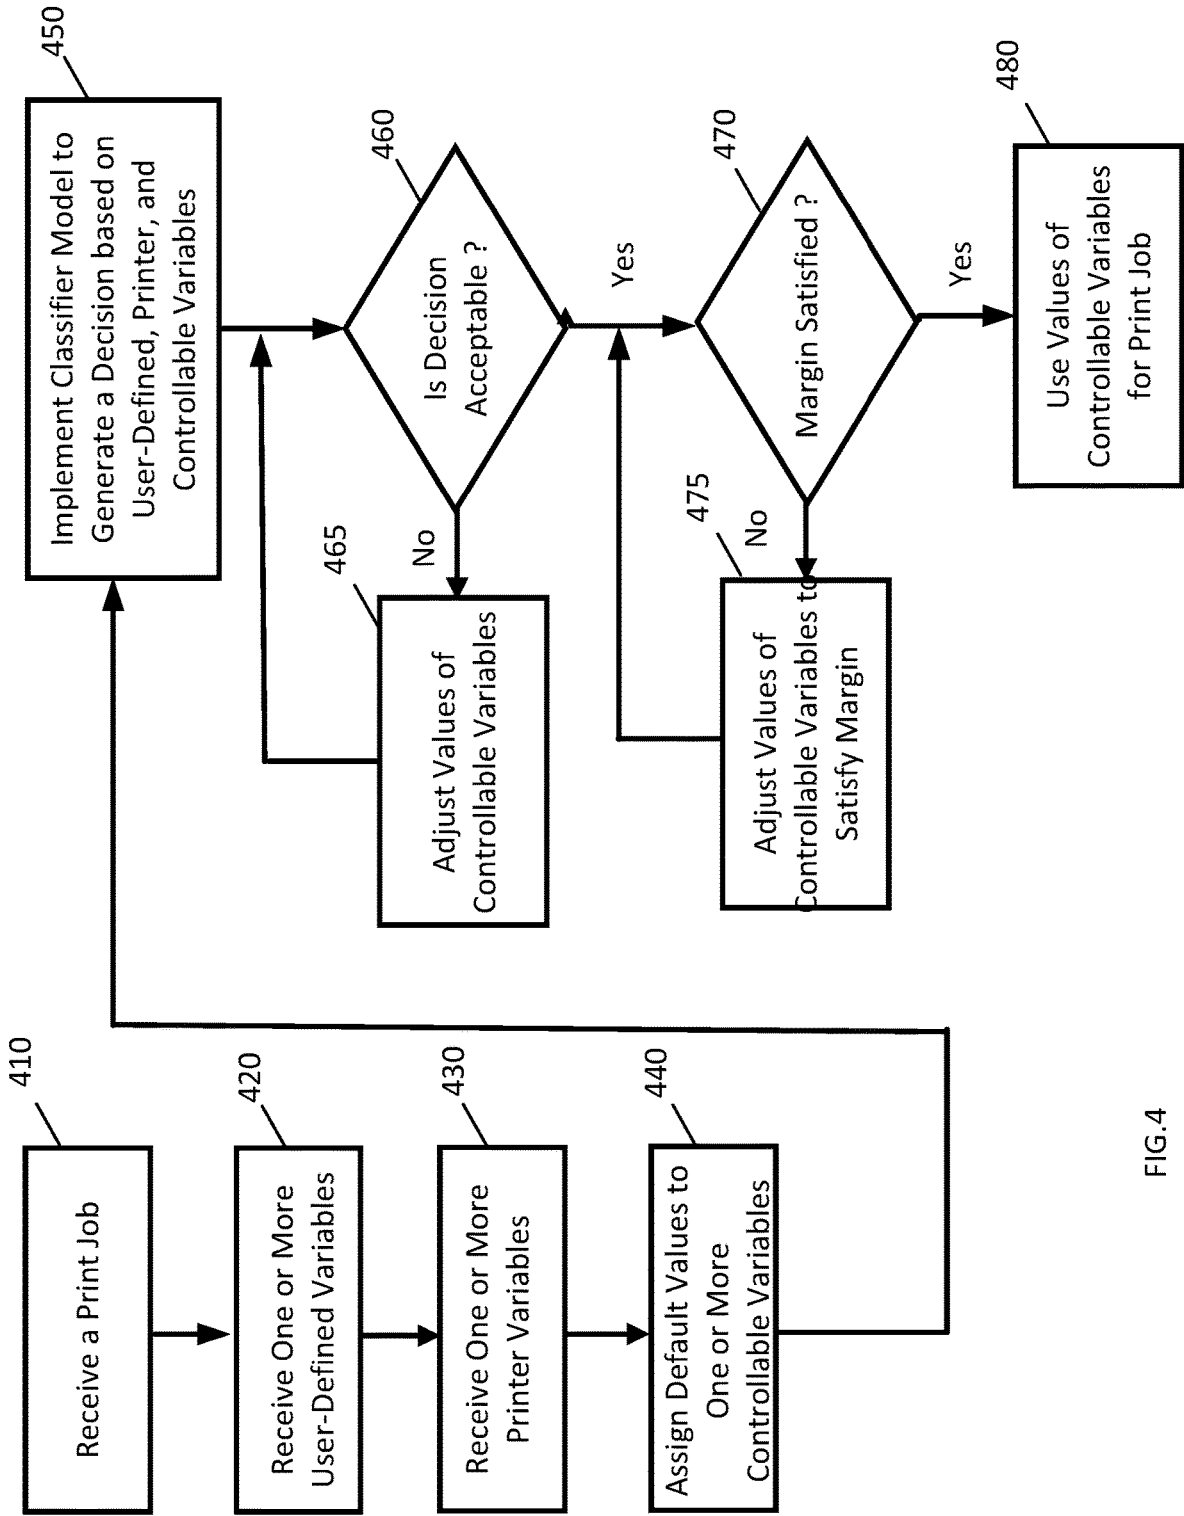 410
Receive a Print Job
420
Receive One or More
User-Defined Variables
430
Receive One or More
Printer Variables
440
Assign Default Values to
One or More
Controllable Variables
450
Implement Classifier Model to
Generate a Decision based on
User-Defined, Printer, and
Controllable Variables
460
Is Decision
Acceptable ?
No
465
Adjust Values of
Controllable Variables
Yes
470
Margin Satisfied ?
No
475
Adjust Values of
Controllable Variables to
Satisfy Margin
Yes
480
Use Values of
Controllable Variables
for Print Job
FIG.4